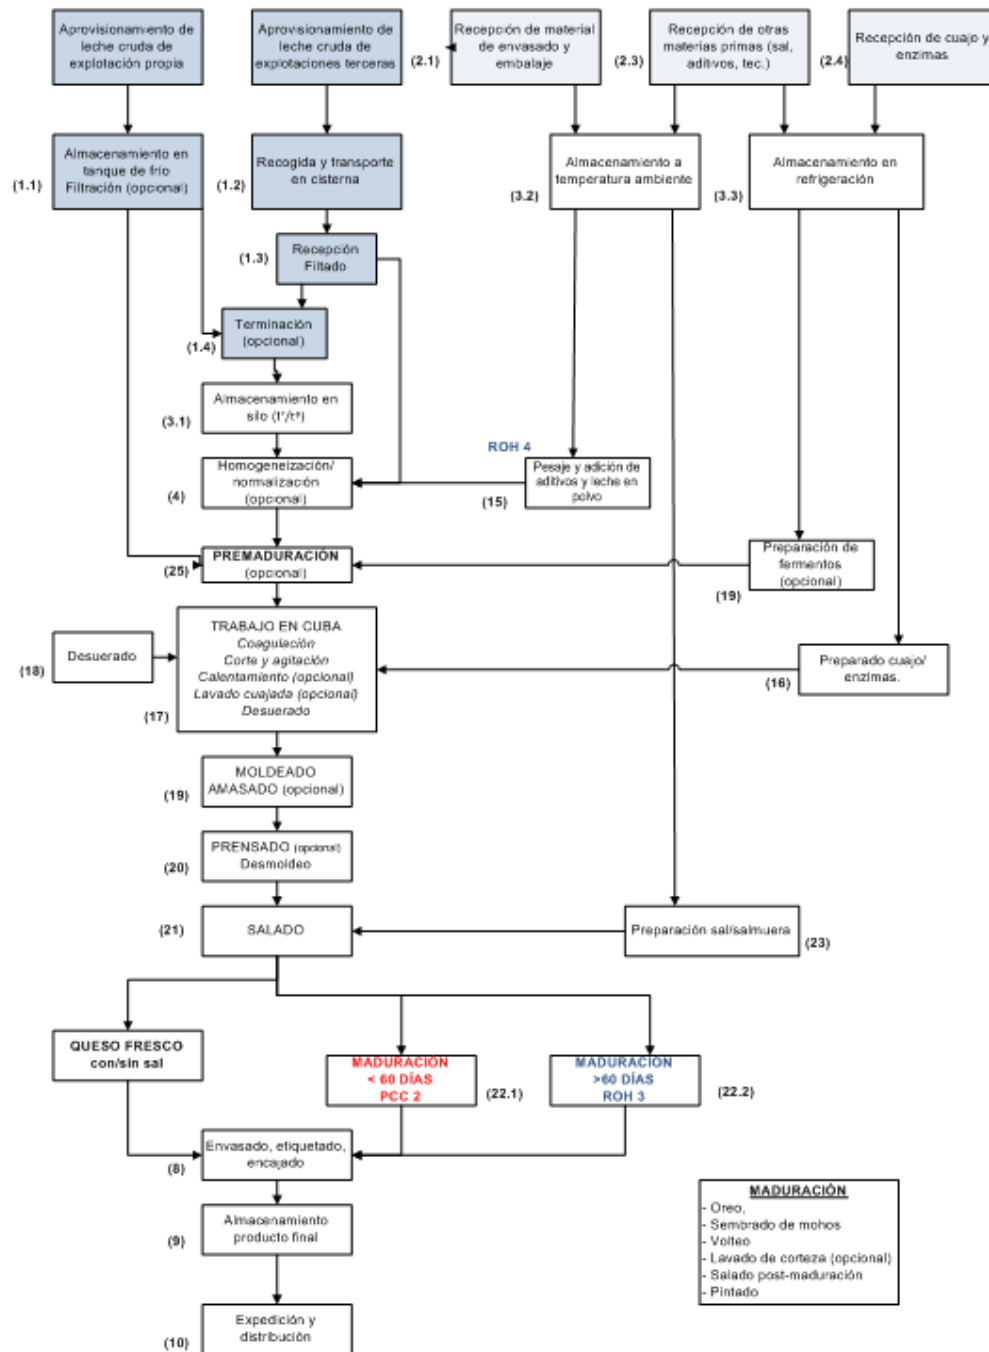 Aprovisionamiento de
leche cruda de
explotación propia
Aprovisionamiento de
leche cruda de
explotaciones terceras
(2.1)
Recepción de material
de envasado y
embalaje
(2.3)
Recepción de otras
materias primas (sal,
aditivos, tec.)
(2.4)
Recepción de cuajo y
enzimas
(1.1)
Almacenamiento en
tanque de frío
Filtración (opcional)
(1.2)
Recogida y transporte
en cisterna
(3.2)
Almacenamiento a
temperatura ambiente
(3.3)
Almacenamiento en
refrigeración
(1.3)
Recepción
Filtado
(1.4)
Terminación
(opcional)
(3.1)
Almacenamiento en
silo (tª/tº)
(4)
Homogeneización/
normalización
(opcional)
ROH 4
(15)
Pesaje y adición de
aditivos y leche en
polvo
(25)
PREMADURACIÓN
(opcional)
(19)
Preparación de
fermentos
(opcional)
(18)
Desuerado
(17)
TRABAJO EN CUBA
Coagulación
Corte y agitación
Calentamiento (opcional)
Lavado cuajada (opcional)
Desuerado
(16)
Preparado cuajo/
enzimas.
(19)
MOLDEADO
AMASADO (opcional)
(20)
PRENSADO (opcional)
Desmoldeo
(21)
SALADO
Preparación sal/salmuera
(23)
QUESO FRESCO
con/sin sal
MADURACIÓN
< 60 DÍAS
PCC 2
(22.1)
MADURACIÓN
>60 DÍAS
ROH 3
(22.2)
(8)
Envasado, etiquetado,
encajado
(9)
Almacenamiento
producto final
(10)
Expedición y
distribución
MADURACIÓN
- Oreo,
- Sembrado de mohos
- Volteo
- Lavado de corteza (opcional)
- Salado post-maduración
- Pintado